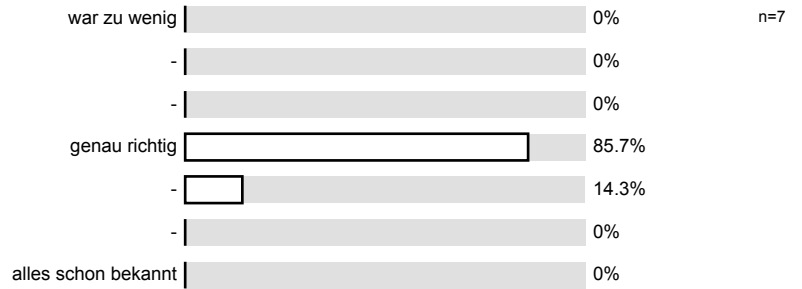 war zu wenig 0% n=7
- 0%
- 0%
genau richtig 85.7%
- 14.3%
- 0%
alles schon bekannt 0%